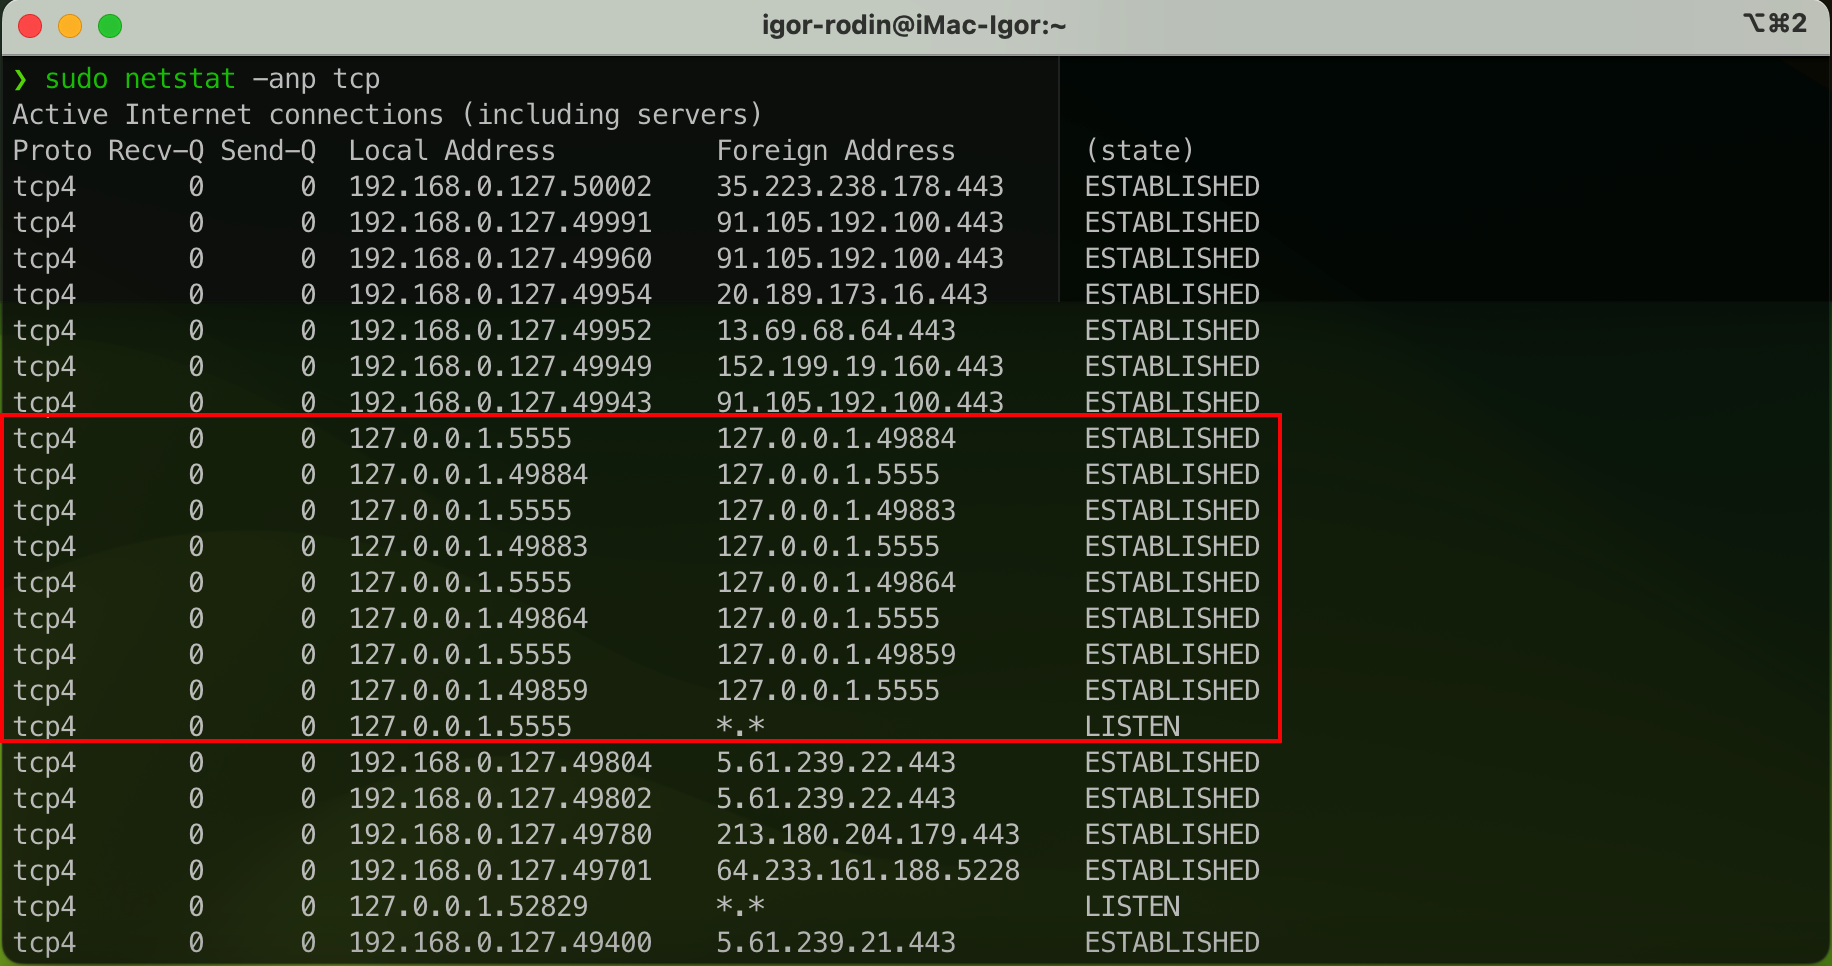 igor-rodin@iMac-Igor:~ ⌥⌘2
❯ sudo netstat -anp tcp
Active Internet connections (including servers)
Proto Recv-Q Send-Q  Local Address          Foreign Address        (state)
tcp4       0      0  192.168.0.127.50002    35.223.238.178.443     ESTABLISHED
tcp4       0      0  192.168.0.127.49991    91.105.192.100.443     ESTABLISHED
tcp4       0      0  192.168.0.127.49960    91.105.192.100.443     ESTABLISHED
tcp4       0      0  192.168.0.127.49954    20.189.173.16.443      ESTABLISHED
tcp4       0      0  192.168.0.127.49952    13.69.68.64.443        ESTABLISHED
tcp4       0      0  192.168.0.127.49949    152.199.19.160.443     ESTABLISHED
tcp4       0      0  192.168.0.127.49943    91.105.192.100.443     ESTABLISHED
tcp4       0      0  127.0.0.1.5555         127.0.0.1.49884        ESTABLISHED
tcp4       0      0  127.0.0.1.49884        127.0.0.1.5555         ESTABLISHED
tcp4       0      0  127.0.0.1.5555         127.0.0.1.49883        ESTABLISHED
tcp4       0      0  127.0.0.1.49883        127.0.0.1.5555         ESTABLISHED
tcp4       0      0  127.0.0.1.5555         127.0.0.1.49864        ESTABLISHED
tcp4       0      0  127.0.0.1.49864        127.0.0.1.5555         ESTABLISHED
tcp4       0      0  127.0.0.1.5555         127.0.0.1.49859        ESTABLISHED
tcp4       0      0  127.0.0.1.49859        127.0.0.1.5555         ESTABLISHED
tcp4       0      0  127.0.0.1.5555         *.*                    LISTEN
tcp4       0      0  192.168.0.127.49804    5.61.239.22.443        ESTABLISHED
tcp4       0      0  192.168.0.127.49802    5.61.239.22.443        ESTABLISHED
tcp4       0      0  192.168.0.127.49780    213.180.204.179.443    ESTABLISHED
tcp4       0      0  192.168.0.127.49701    64.233.161.188.5228    ESTABLISHED
tcp4       0      0  127.0.0.1.52829        *.*                    LISTEN
tcp4       0      0  192.168.0.127.49400    5.61.239.21.443        ESTABLISHED